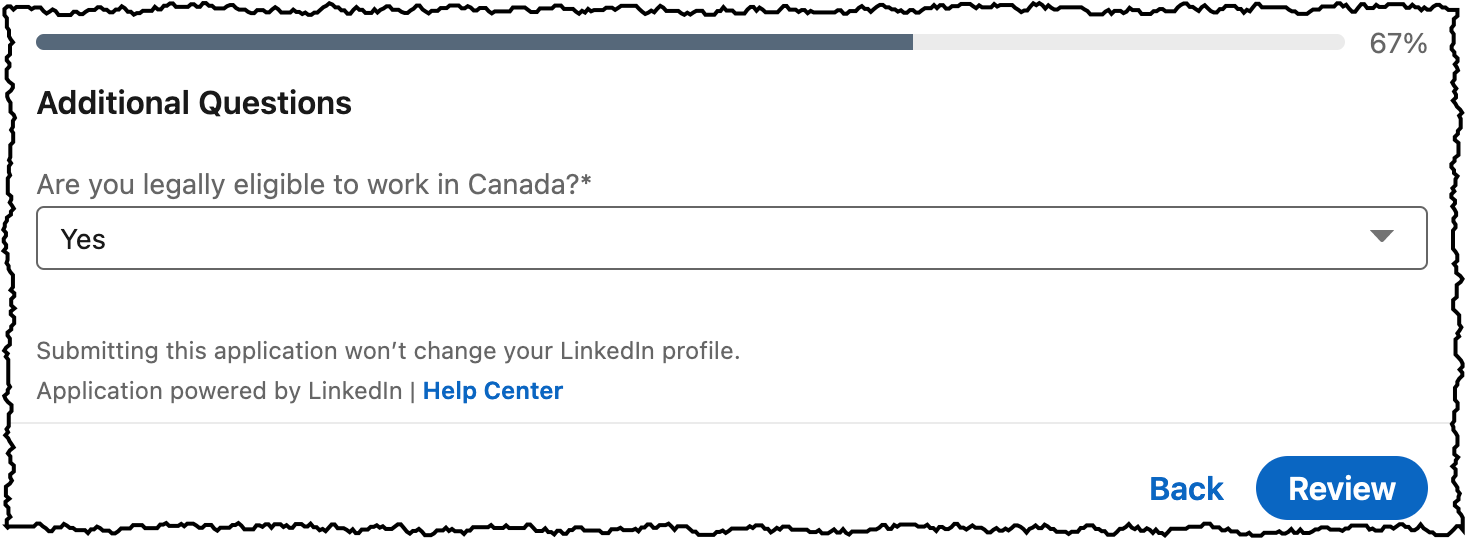 67%
Additional Questions
Are you legally eligible to work in Canada?*
Yes
Submitting this application won’t change your LinkedIn profile.
Application powered by LinkedIn | Help Center
Back Review